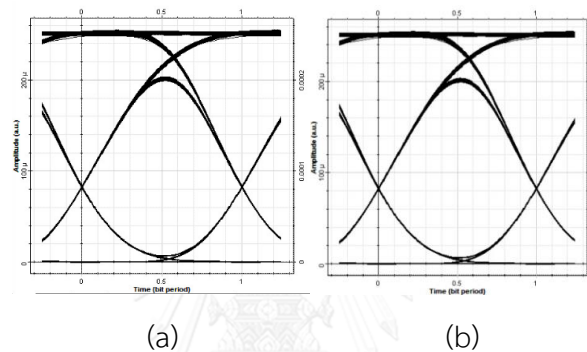 0 0.5 1
0 0.5 1
Amplitude (a.u.)
0 100 µ 200 µ
0 0.0001 0.0002
0 0.5 1
Time (bit period)
Amplitude (a.u.)
0 100 µ 200 µ
0 0.5 1
Time (bit period)
(a) (b)